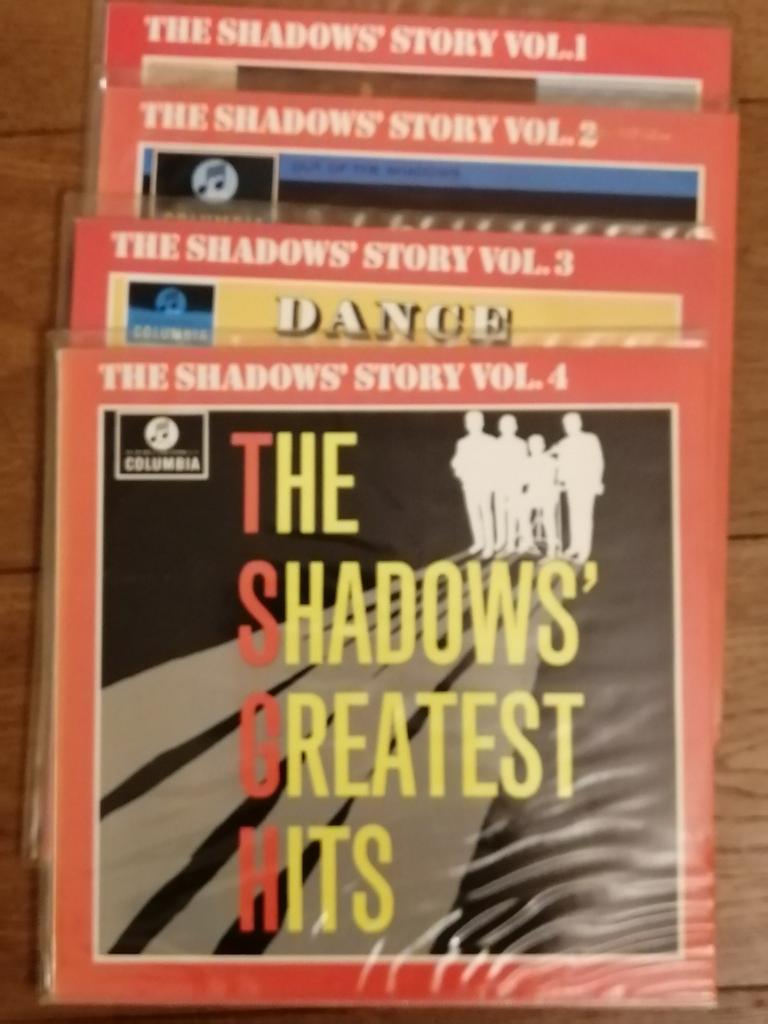 THE SHADOWS' STORY VOL.1
THE SHADOWS' STORY VOL. 2
OUT OF THE SHADOWS
COLUMBIA
THE SHADOWS' STORY VOL. 3
COLUMBIA
DANCE
THE SHADOWS' STORY VOL. 4
COLUMBIA
THE
SHADOWS'
GREATEST
HITS